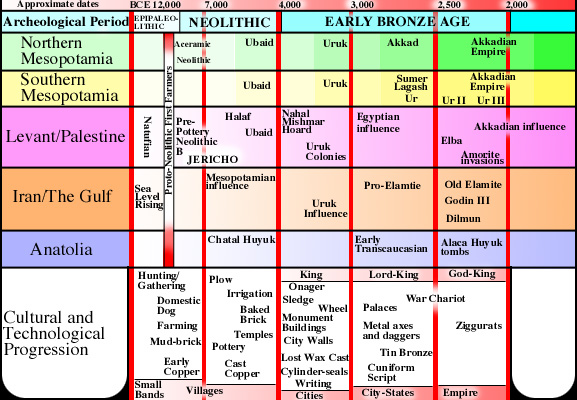 Approximate dates BCE 12,000 7,000 4,000 3,000 2,500 2,000
Archeological Period EPIPALEO-
LITHIC NEOLITHIC EARLY BRONZE AGE
Northern
Mesopotamia
Aceramic
Neolithic
Ubaid
Uruk
Akkad
Akkadian
Empire
Southern
Mesopotamia
Ubaid
Uruk
Sumer
Lagash
Ur
Akkadian
Empire
Ur II Ur III
Levant/Palestine
Natufian
Proto-Neolithic First Farmers
Pre-
Pottery
Neolithic
B
JERICHO
Halaf
Ubaid
Nahal
Mishmar
Hoard
Uruk
Colonies
Egyptian
influence
Akkadian influence
Elba
Amorite
invasions
Iran/The Gulf
Sea
Level
Rising
Mesopotamian
influence
Uruk
Influence
Pro-Elamtie
Old Elamite
Godin III
Dilmun
Anatolia
Chatal Huyuk
Early
Transcaucasian
Alaca Huyuk
tombs
Cultural and
Technological
Progression
Hunting/
Gathering
Domestic
Dog
Farming
Mud-brick
Early
Copper
Small
Bands
Plow
Irrigation
Baked
Brick
Temples
Pottery
Cast
Copper
Villages
King
Onager
Sledge
Wheel
Monument
Buildings
City Walls
Lost Wax Cast
Cylinder-seals
Writing
Cities
Lord-King
War Chariot
Palaces
Metal axes
and daggers
Tin Bronze
Cuniform
Script
City-States
God-King
Ziggurats
Empire